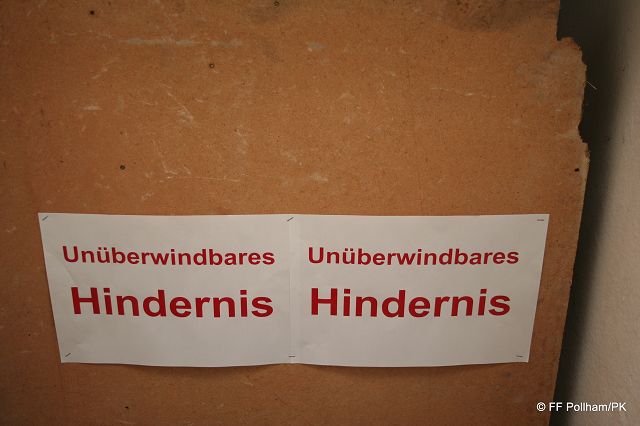 Unüberwindbares Unüberwindbares
Hindernis Hindernis
© FF Pollham/PK